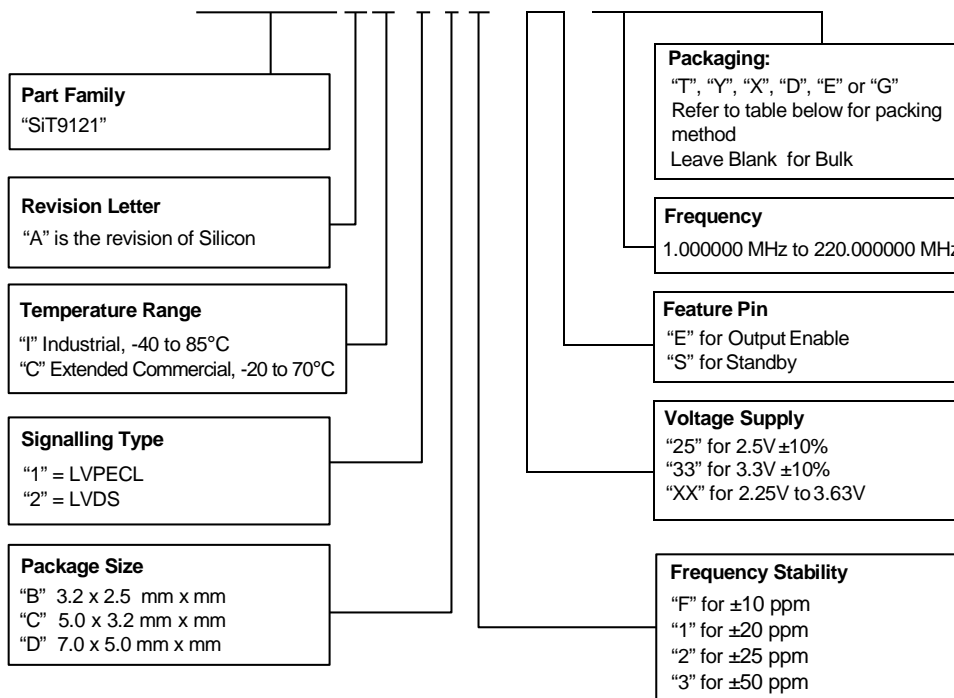 Part Family
“SiT9121”
Revision Letter
“A” is the revision of Silicon
Temperature Range
“I” Industrial, -40 to 85°C
“C” Extended Commercial, -20 to 70°C
Signalling Type
“1” = LVPECL
“2” = LVDS
Package Size
“B” 3.2 x 2.5 mm x mm
“C” 5.0 x 3.2 mm x mm
“D” 7.0 x 5.0 mm x mm
Packaging:
“T”, “Y”, “X”, “D”, “E” or “G”
Refer to table below for packing
method
Leave Blank for Bulk
Frequency
1.000000 MHz to 220.000000 MHz
Feature Pin
“E” for Output Enable
“S” for Standby
Voltage Supply
“25” for 2.5V ±10%
“33” for 3.3V ±10%
“XX” for 2.25V to 3.63V
Frequency Stability
“F” for ±10 ppm
“1” for ±20 ppm
“2” for ±25 ppm
“3” for ±50 ppm